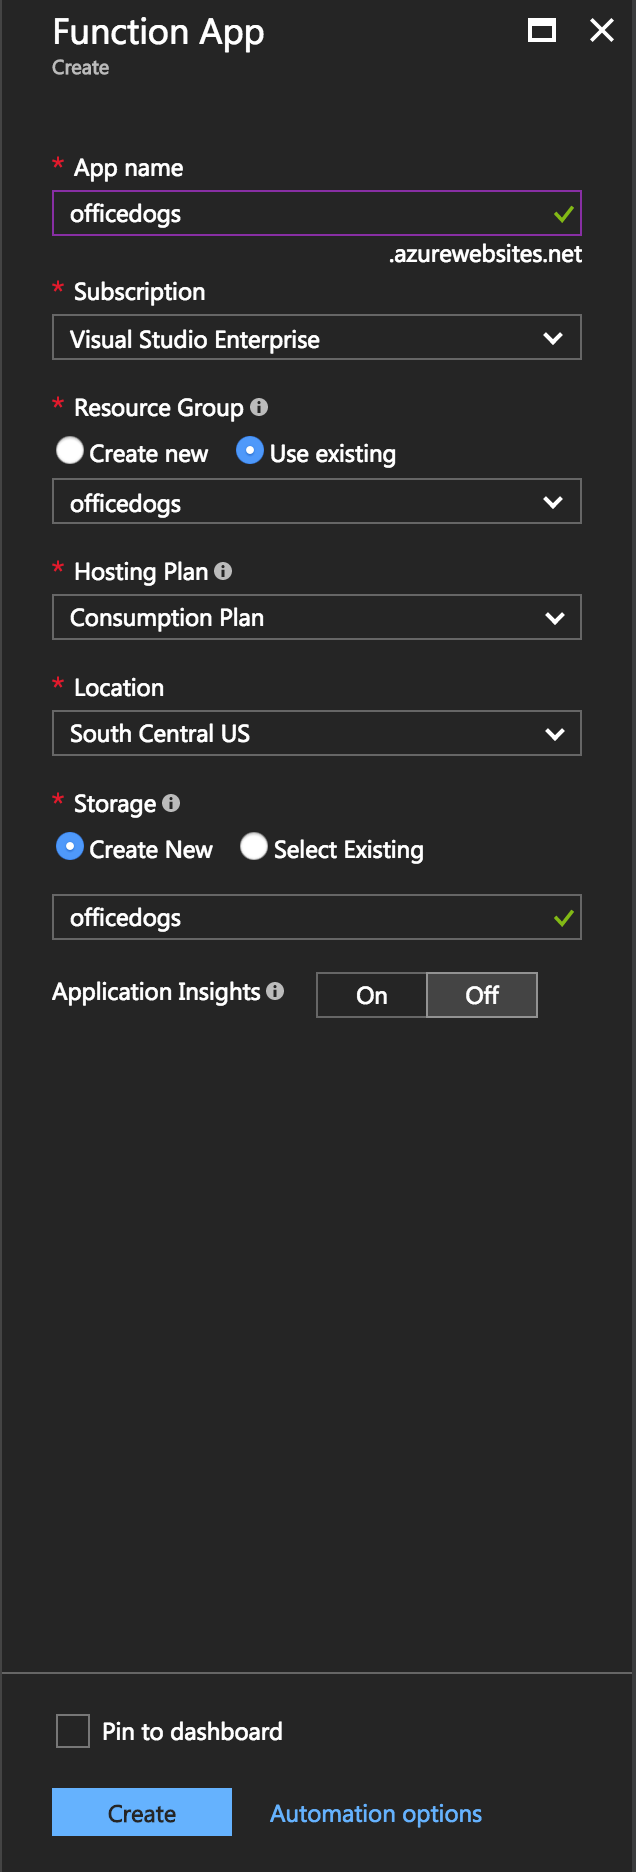 Function App
Create
* App name
officedogs
.azurewebsites.net
* Subscription
Visual Studio Enterprise
* Resource Group
Create new Use existing
officedogs
* Hosting Plan
Consumption Plan
* Location
South Central US
* Storage
Create New Select Existing
officedogs
Application Insights On Off
Pin to dashboard
Create Automation options